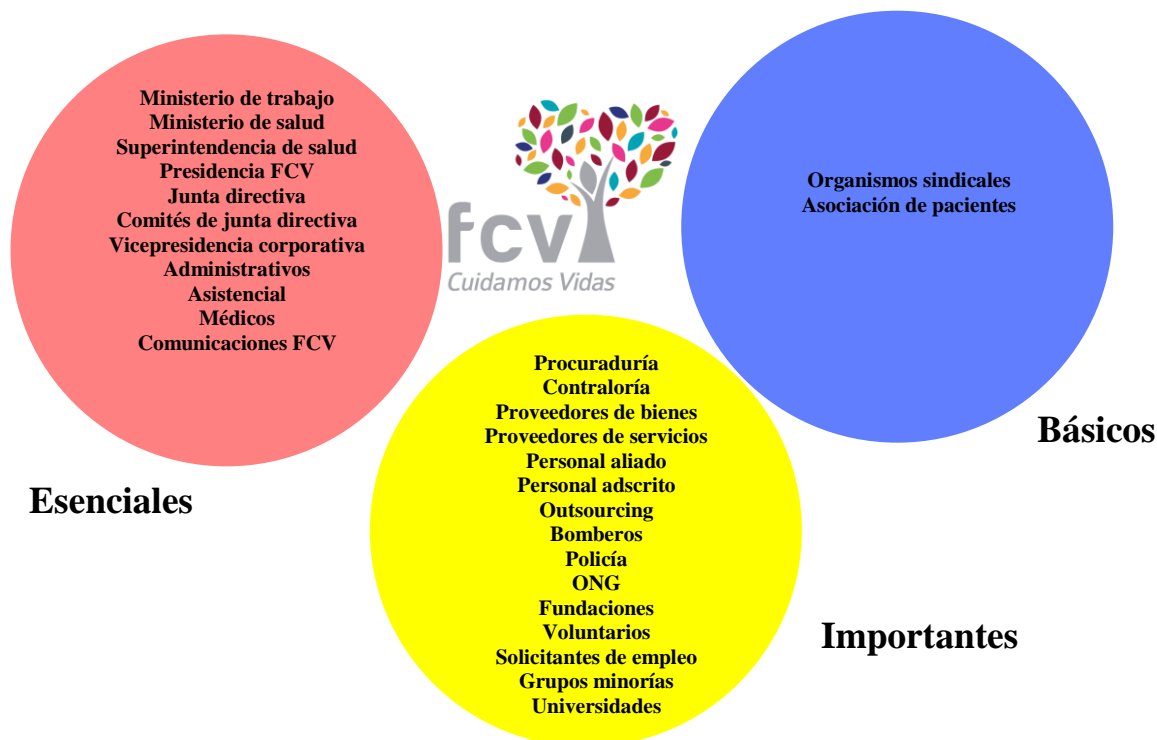 Ministerio de trabajo
Ministerio de salud
Superintendencia de salud
Presidencia FCV
Junta directiva
Comités de junta directiva
Vicepresidencia corporativa
Administrativos
Asistencial
Médicos
Comunicaciones FCV
Esenciales
fcv
Cuidamos Vidas
Organismos sindicales
Asociación de pacientes
Básicos
Procuraduría
Contraloría
Proveedores de bienes
Proveedores de servicios
Personal aliado
Personal adscrito
Outsourcing
Bomberos
Policía
ONG
Fundaciones
Voluntarios
Solicitantes de empleo
Grupos minorías
Universidades
Importantes